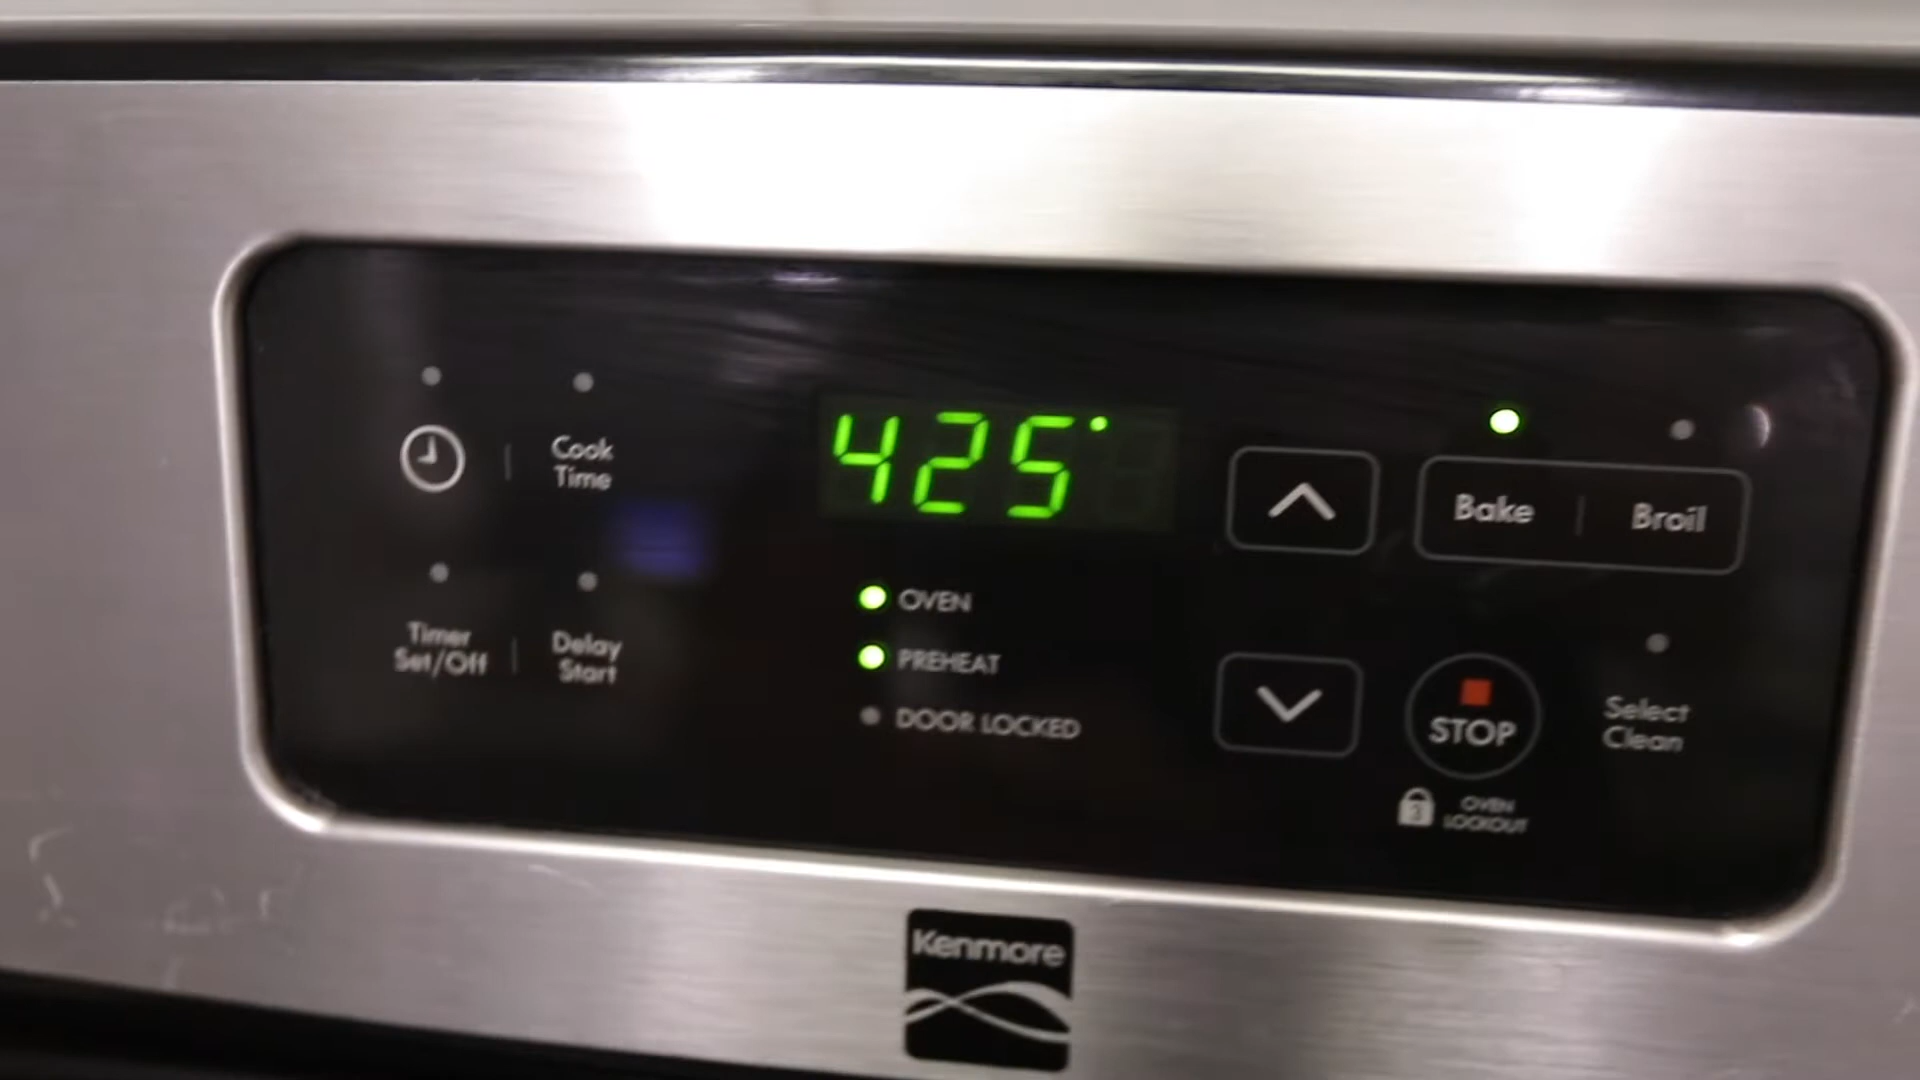 425°
Cook
Time
Bake
Broil
OVEN
PREHEAT
DOOR LOCKED
Timer
Set/Off
Delay
Start
STOP
Select
Clean
3
OVEN
LOCKOUT
Kenmore